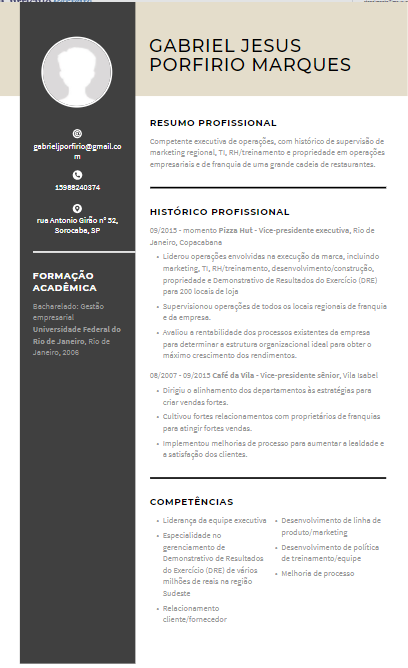 GABRIEL JESUS
PORFIRIO MARQUES
gabrieljporfirio@gmail.co
m
15988240374
rua Antonio Girão n° 52,
Sorocaba, SP
FORMAÇÃO
ACADÊMICA
Bacharelado: Gestão
empresarial
Universidade Federal do
Rio de Janeiro, Rio de
Janeiro, 2006
RESUMO PROFISSIONAL
Competente executiva de operações, com histórico de supervisão de
marketing regional, TI, RH/treinamento e propriedade em operações
empresariais e de franquia de uma grande cadeia de restaurantes.
HISTÓRICO PROFISSIONAL
09/2015 - momento Pizza Hut - Vice-presidente executiva, Rio de
Janeiro, Copacabana
• Liderou operações envolvidas na execução da marca, incluindo
marketing, TI, RH/treinamento, desenvolvimento/construção,
propriedade e Demonstrativo de Resultados do Exercício (DRE)
para 200 locais de loja
• Supervisionou operações de todos os locais regionais de franquia
e da empresa.
• Avaliou a rentabilidade dos processos existentes da empresa
para determinar a estrutura organizacional ideal para obter o
máximo crescimento dos rendimentos.
08/2007 - 09/2015 Café da Vila - Vice-presidente sênior, Vila Isabel
• Dirigiu o alinhamento dos departamentos às estratégias para
criar vendas fortes.
• Cultivou fortes relacionamentos com proprietários de franquias
para atingir fortes vendas.
• Implementou melhorias de processo para aumentar a lealdade e
a satisfação dos clientes.
COMPETÊNCIAS
• Liderança da equipe executiva
• Especialidade no
gerenciamento de
Demonstrativo de Resultados
do Exercício (DRE) de vários
milhões de reais na região
Sudeste
• Relacionamento
cliente/fornecedor
• Desenvolvimento de linha de
produto/marketing
• Desenvolvimento de política
de treinamento/equipe
• Melhoria de processo